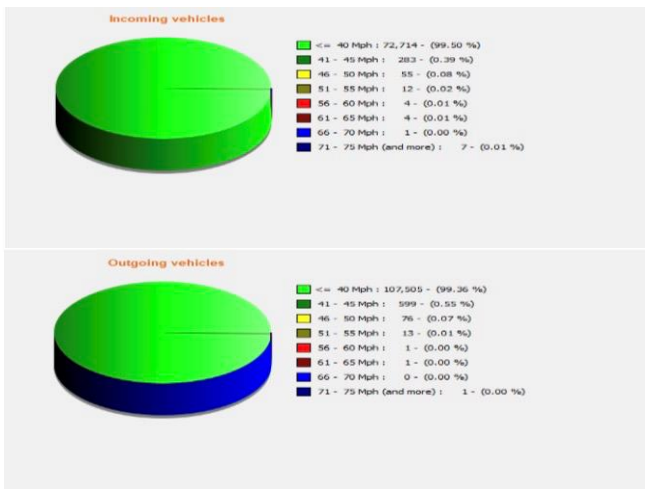 Incoming vehicles
<= 40 Mph : 72,714 - (99.50 %)
41 - 45 Mph : 283 - (0.39 %)
46 - 50 Mph : 55 - (0.08 %)
51 - 55 Mph : 12 - (0.02 %)
56 - 60 Mph : 4 - (0.01 %)
61 - 65 Mph : 4 - (0.01 %)
66 - 70 Mph : 1 - (0.00 %)
71 - 75 Mph (and more) : 7 - (0.01 %)
Outgoing vehicles
<= 40 Mph : 107,505 - (99.36 %)
41 - 45 Mph : 599 - (0.55 %)
46 - 50 Mph : 76 - (0.07 %)
51 - 55 Mph : 13 - (0.01 %)
56 - 60 Mph : 1 - (0.00 %)
61 - 65 Mph : 1 - (0.00 %)
66 - 70 Mph : 0 - (0.00 %)
71 - 75 Mph (and more) : 1 - (0.00 %)